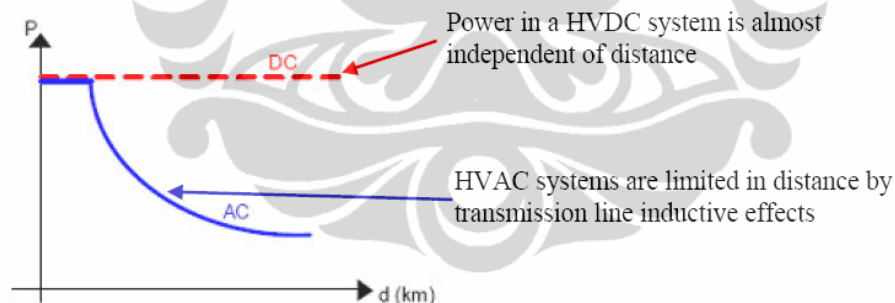 P
Power in a HVDC system is almost
independent of distance
DC
HVAC systems are limited in distance by
transmission line inductive effects
AC
d (km)